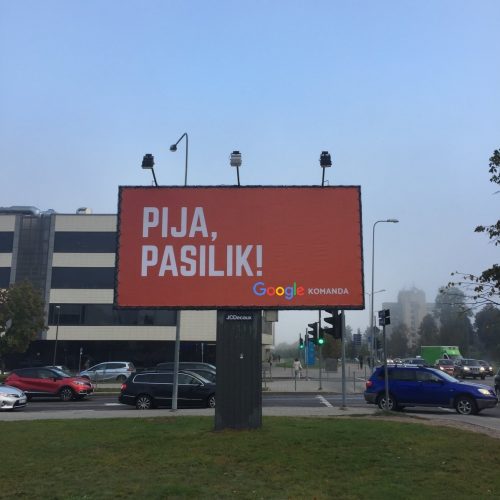 PIJA,
PASILIK!
Google KOMANDA
JCDecaux